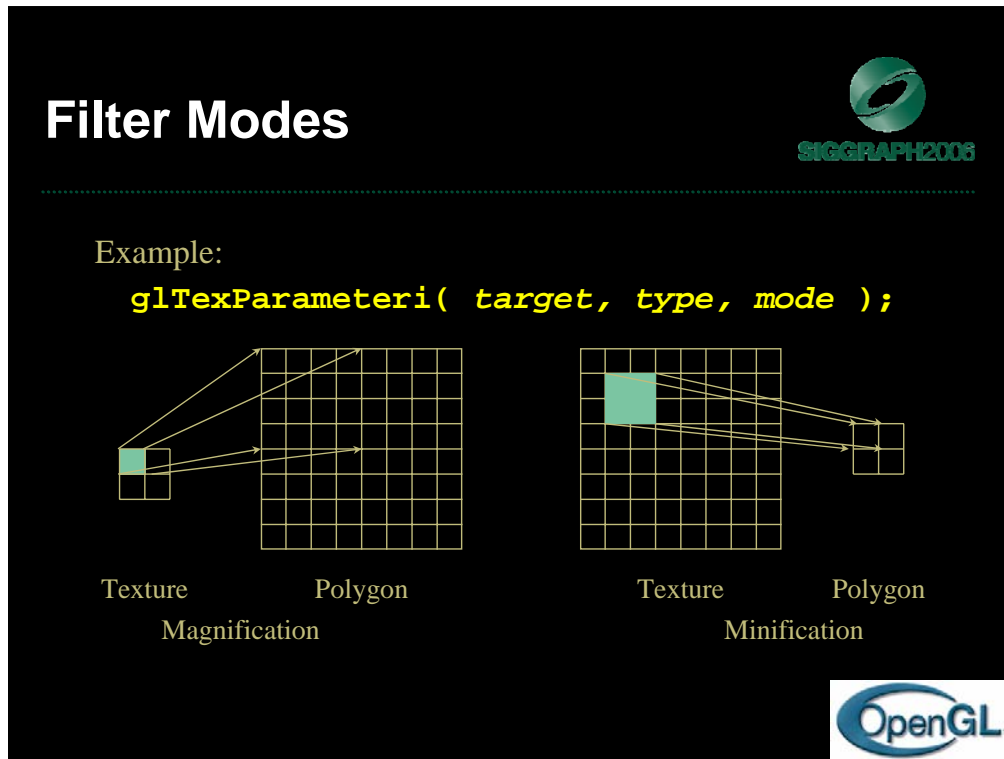 Filter Modes
SIGGRAPH2006
Example:
glTexParameteri( target, type, mode );
Texture Polygon
Magnification
Texture Polygon
Minification
OpenGL